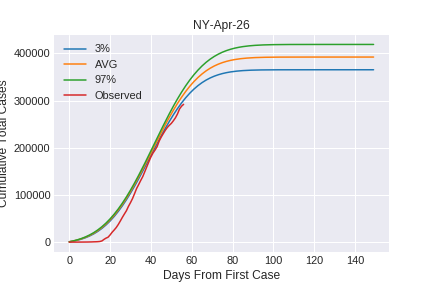 NY-Apr-26
3%
AVG
97%
Observed
Cumulative Total Cases
400000
300000
200000
100000
0
0 20 40 60 80 100 120 140
Days From First Case